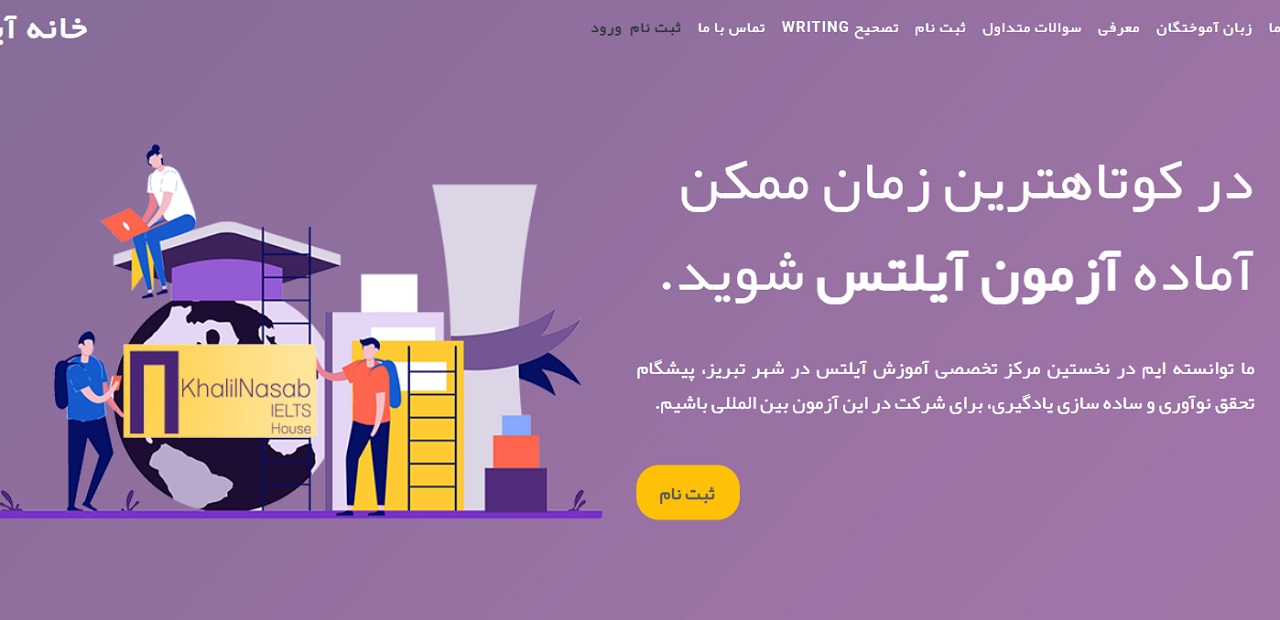 زبان آموختگان معرفی سوالات متداول ثبت نام تصحیح WRITING تماس با ما ثبت نام ورود
خانه
در کوتاهترین زمان ممکن
آماده آزمون آیلتس شوید.
ما توانسته ایم در نخستین مرکز تخصصی آموزش آیلتس در شهر تبریز، پیشگام
تحقق نوآوری و ساده سازی یادگیری، برای شرکت در این آزمون بین المللی باشیم.
ثبت نام
KhalilNasab
IELTS
House